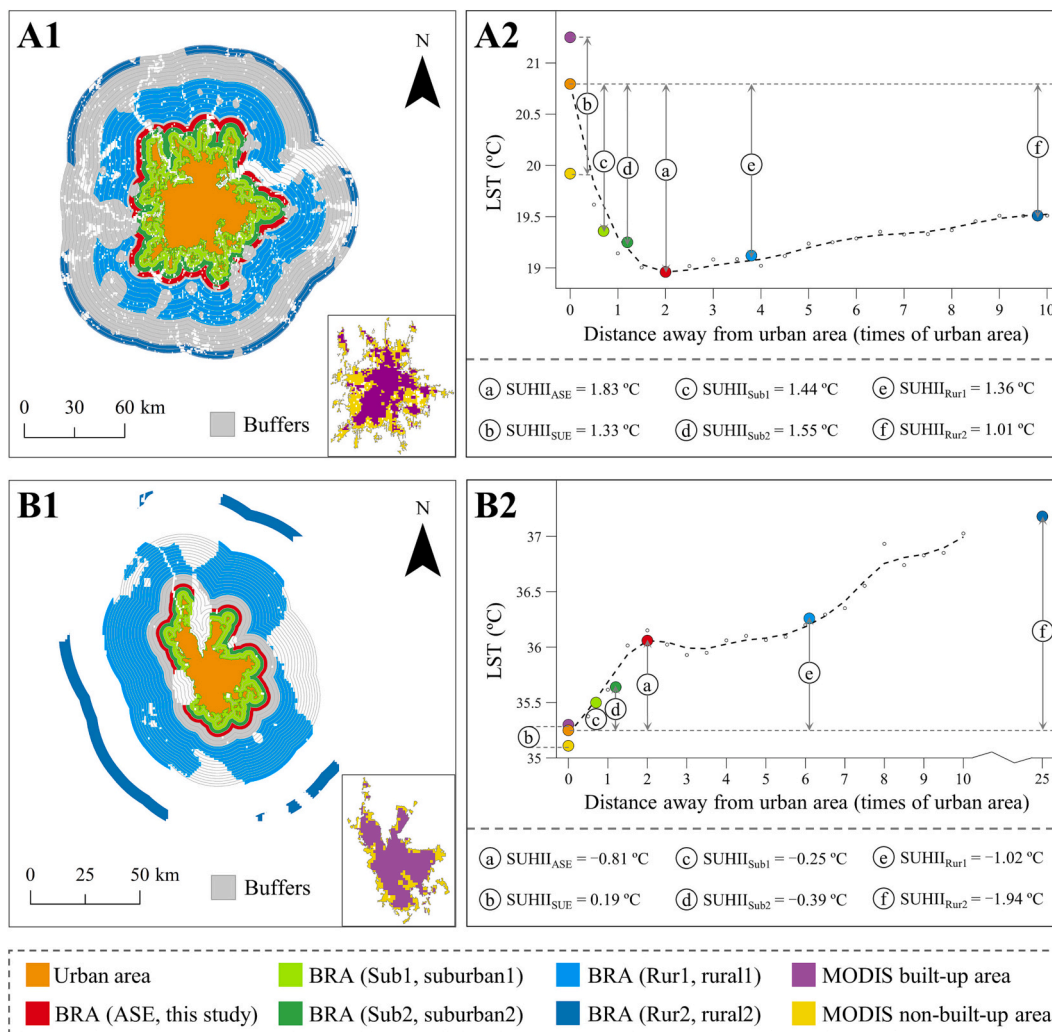 A1
N
0 30 60 km
Buffers
A2
LST (ºC)
21
20.5
20
19.5
19
b
c
d
a
e
f
0 1 2 3 4 5 6 7 8 9 10
Distance away from urban area (times of urban area)
a SUHII_ASE = 1.83 ºC c SUHII_Sub1 = 1.44 ºC e SUHII_Rur1 = 1.36 ºC
b SUHII_SUE = 1.33 ºC d SUHII_Sub2 = 1.55 ºC f SUHII_Rur2 = 1.01 ºC
B1
N
0 25 50 km
Buffers
B2
LST (ºC)
37
36.5
36
35.5
35
b
c
d
a
e
f
0 1 2 3 4 5 6 7 8 9 10 25
Distance away from urban area (times of urban area)
a SUHII_ASE = −0.81 ºC c SUHII_Sub1 = −0.25 ºC e SUHII_Rur1 = −1.02 ºC
b SUHII_SUE = 0.19 ºC d SUHII_Sub2 = −0.39 ºC f SUHII_Rur2 = −1.94 ºC
Urban area BRA (Sub1, suburban1) BRA (Rur1, rural1) MODIS built-up area
BRA (ASE, this study) BRA (Sub2, suburban2) BRA (Rur2, rural2) MODIS non-built-up area